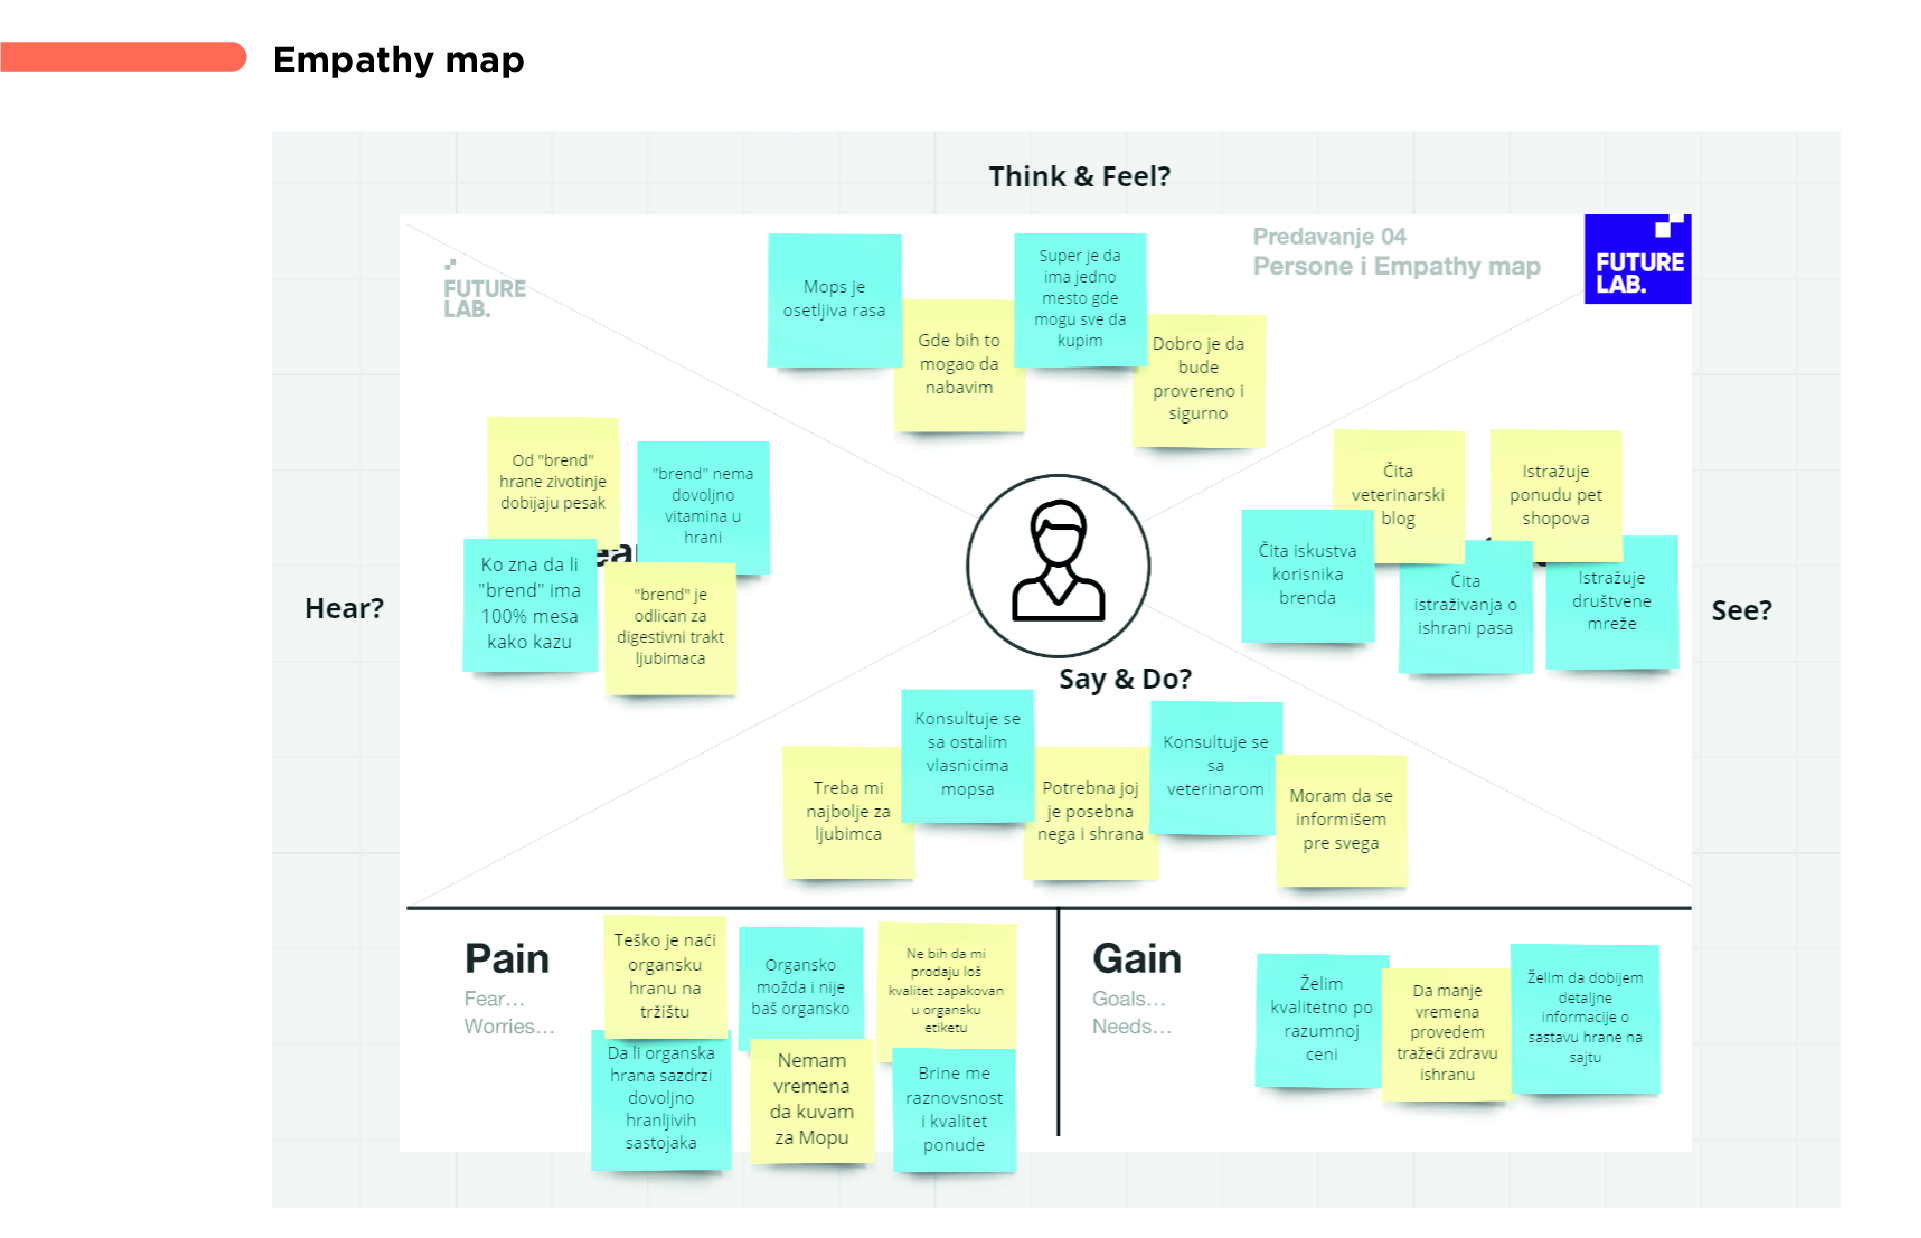 Empathy map
Think & Feel?
Predavanje 04
Persone i Empathy map
FUTURE
LAB.
FUTURE
LAB.
Mops je
osetljiva rasa
Gde bih to
mogao da
nabavim
Super je da
ima jedno
mesto gde
mogu sve da
kupim
Dobro je da
bude
provereno i
sigurno
Hear?
Od "brend"
hrane zivotinje
dobijaju pesak
"brend" nema
dovoljno
vitamina u
hrani
Ko zna da li
"brend" ima
100% mesa
kako kazu
"brend" je
odlican za
digestivni trakt
ljubimaca
See?
Čita
veterinarski
blog
Istražuje
ponudu pet
shopova
Čita iskustva
korisnika
brenda
Čita
istraživanja o
ishrani pasa
Istražuje
društvene
mreže
Say & Do?
Treba mi
najbolje za
ljubimca
Konsultuje se
sa ostalim
vlasnicima
mopsa
Potrebna joj
je posebna
nega i shrana
Konsultuje se
sa
veterinarom
Moram da se
informišem
pre svega
Pain
Fear...
Worries...
Teško je naći
organsku
hranu na
tržištu
Organsko
možda i nije
baš organsko
Ne bih da mi
prodaju loš
kvalitet zapakovan
u organsku
etiketu
Da li organska
hrana sazdrzi
dovoljno
hranljivih
sastojaka
Nemam
vremena
da kuvam
za Mopu
Brine me
raznovsnost
i kvalitet
ponude
Gain
Goals...
Needs...
Želim
kvalitetno po
razumnoj
ceni
Da manje
vremena
provedem
tražeći zdravu
ishranu
Želim da dobijem
detaljne
informacije o
sastavu hrane na
sajtu